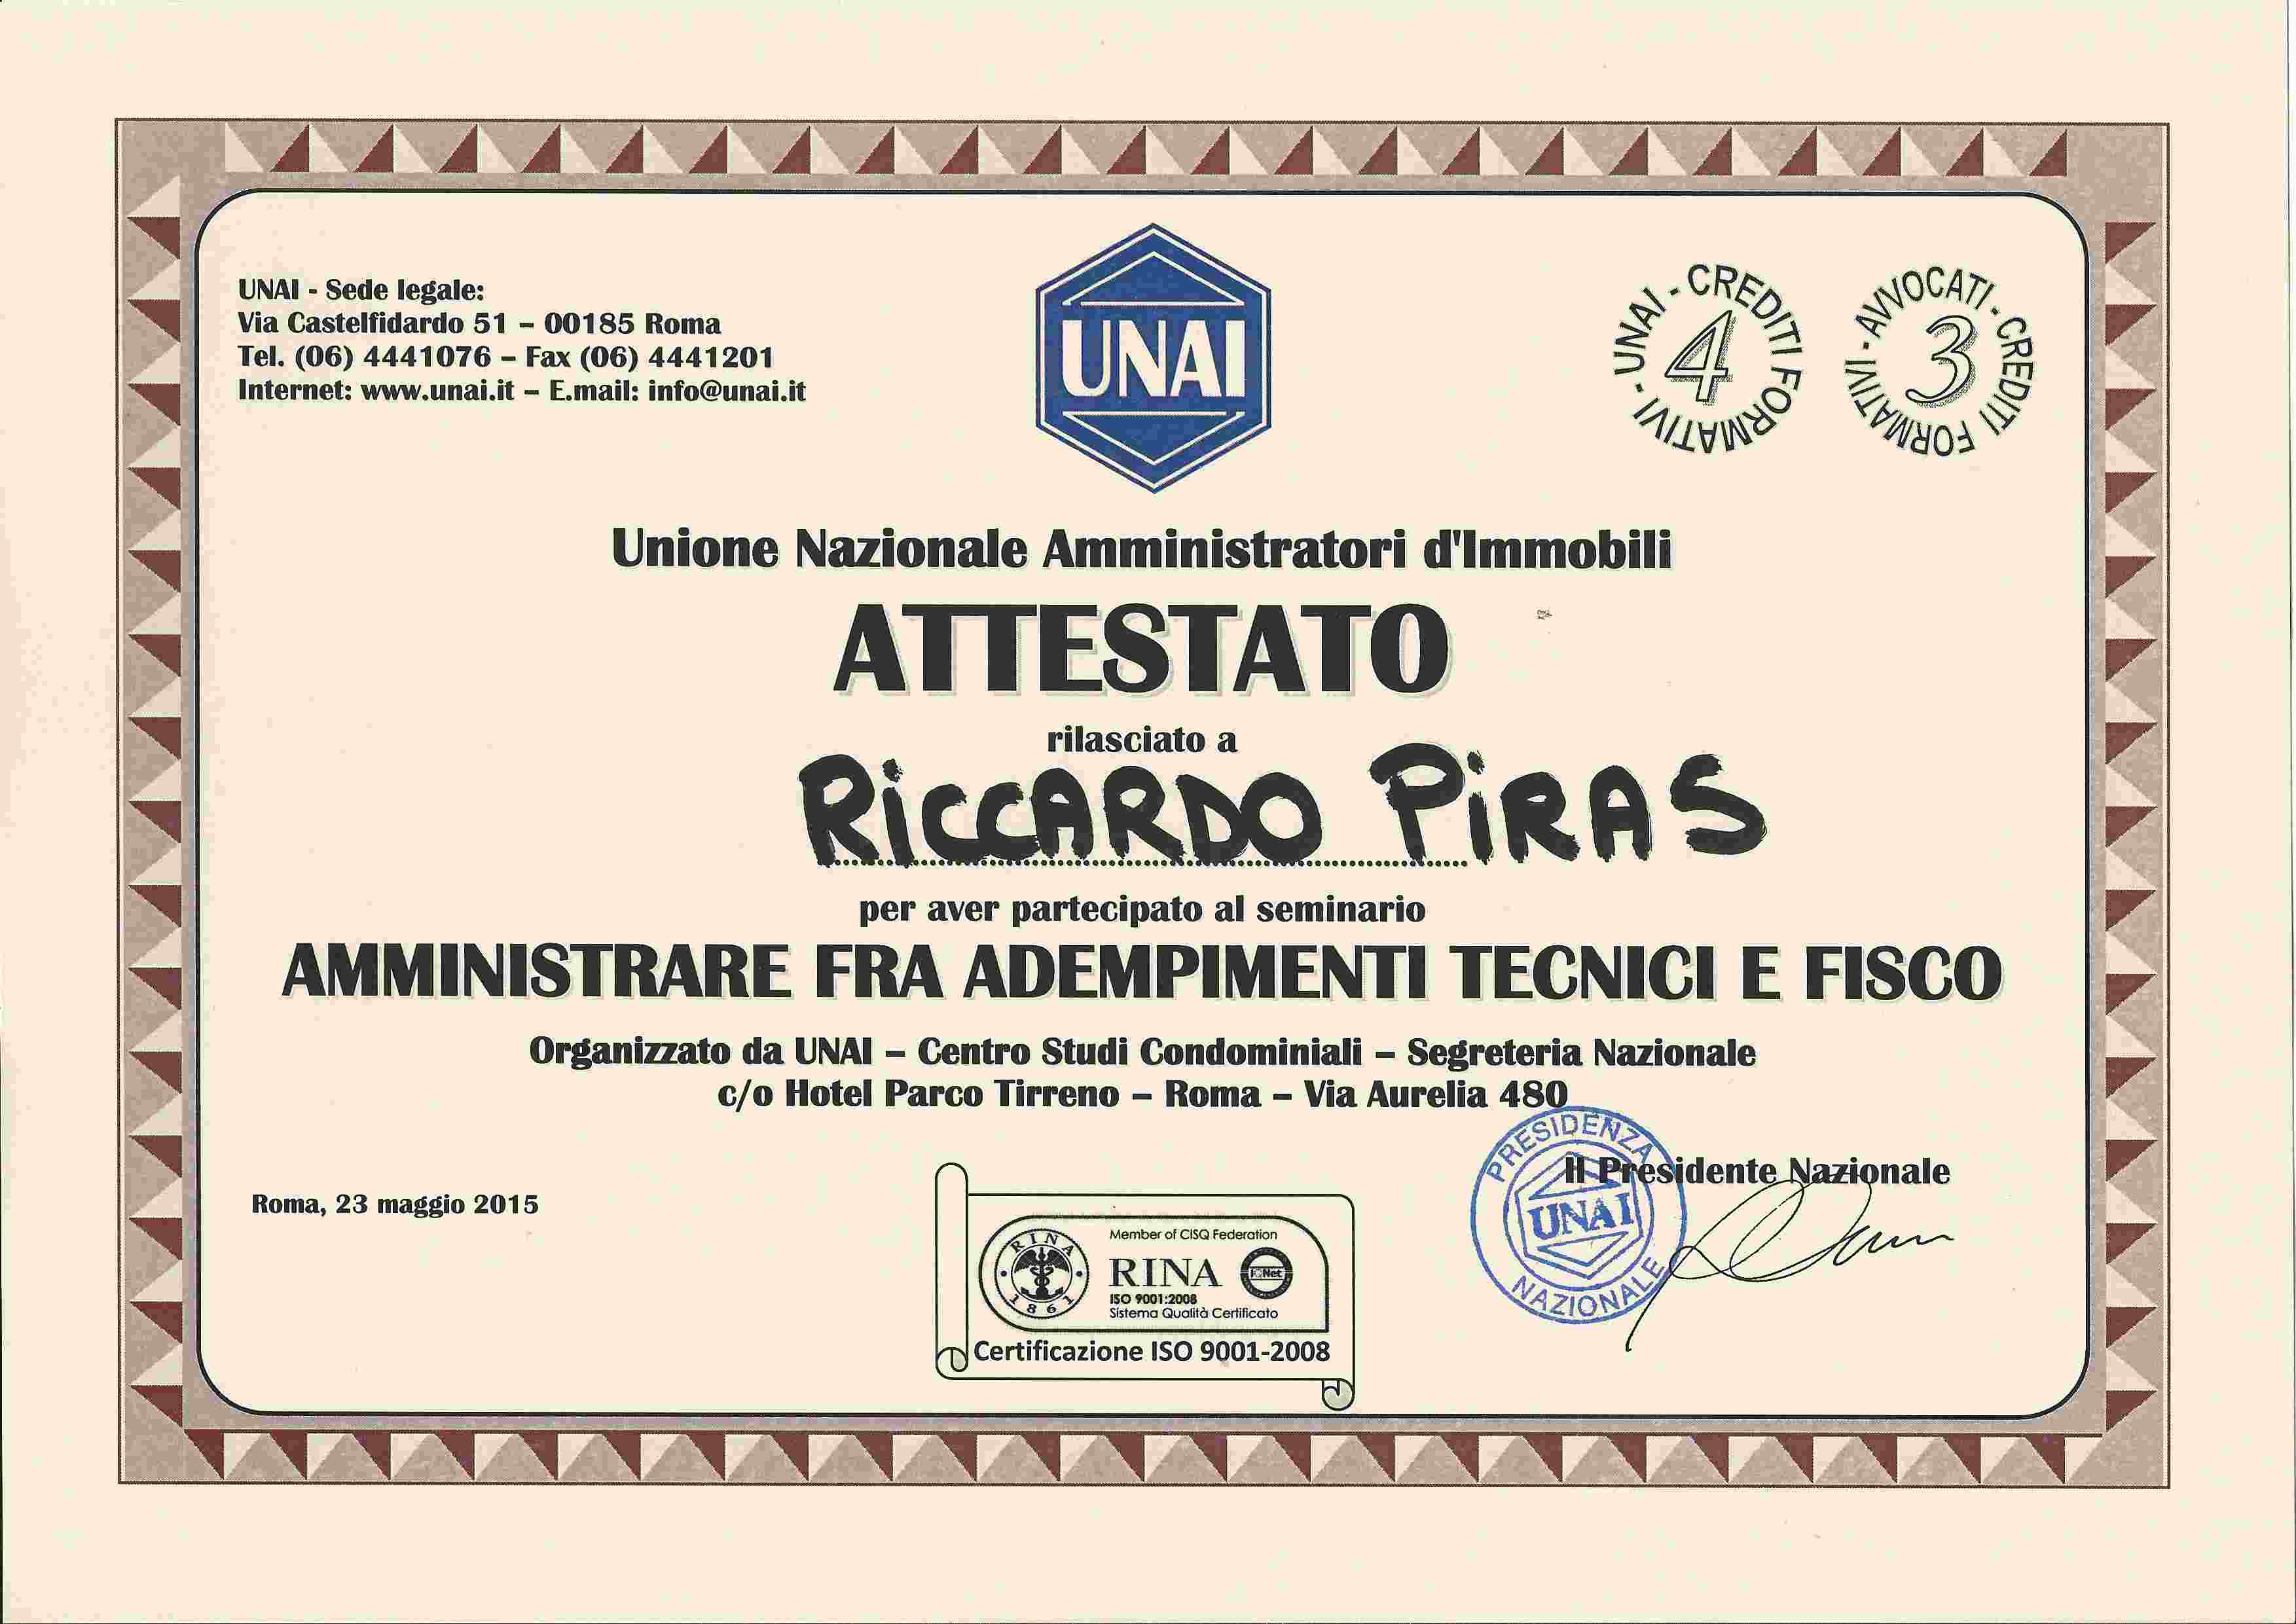 UNAI - Sede legale:
Via Castelfidardo 51 – 00185 Roma
Tel. (06) 4441076 – Fax (06) 4441201
Internet: www.unai.it – E.mail: info@unai.it
UNAI
UNAI - CREDITI FORMATIVI -
4
AVVOCATI - CREDITI FORMATIVI -
3
Unione Nazionale Amministratori d'Immobili
ATTESTATO
rilasciato a
RiCCARDO PiRAS
per aver partecipato al seminario
AMMINISTRARE FRA ADEMPIMENTI TECNICI E FISCO
Organizzato da UNAI – Centro Studi Condominiali – Segreteria Nazionale
c/o Hotel Parco Tirreno – Roma – Via Aurelia 480
Roma, 23 maggio 2015
Il Presidente Nazionale
PRESIDENZA
UNAI
NAZIONALE
RINA
1861
Member of CISQ Federation
RINA
IQNet
ISO 9001:2008
Sistema Qualità Certificato
Certificazione ISO 9001-2008